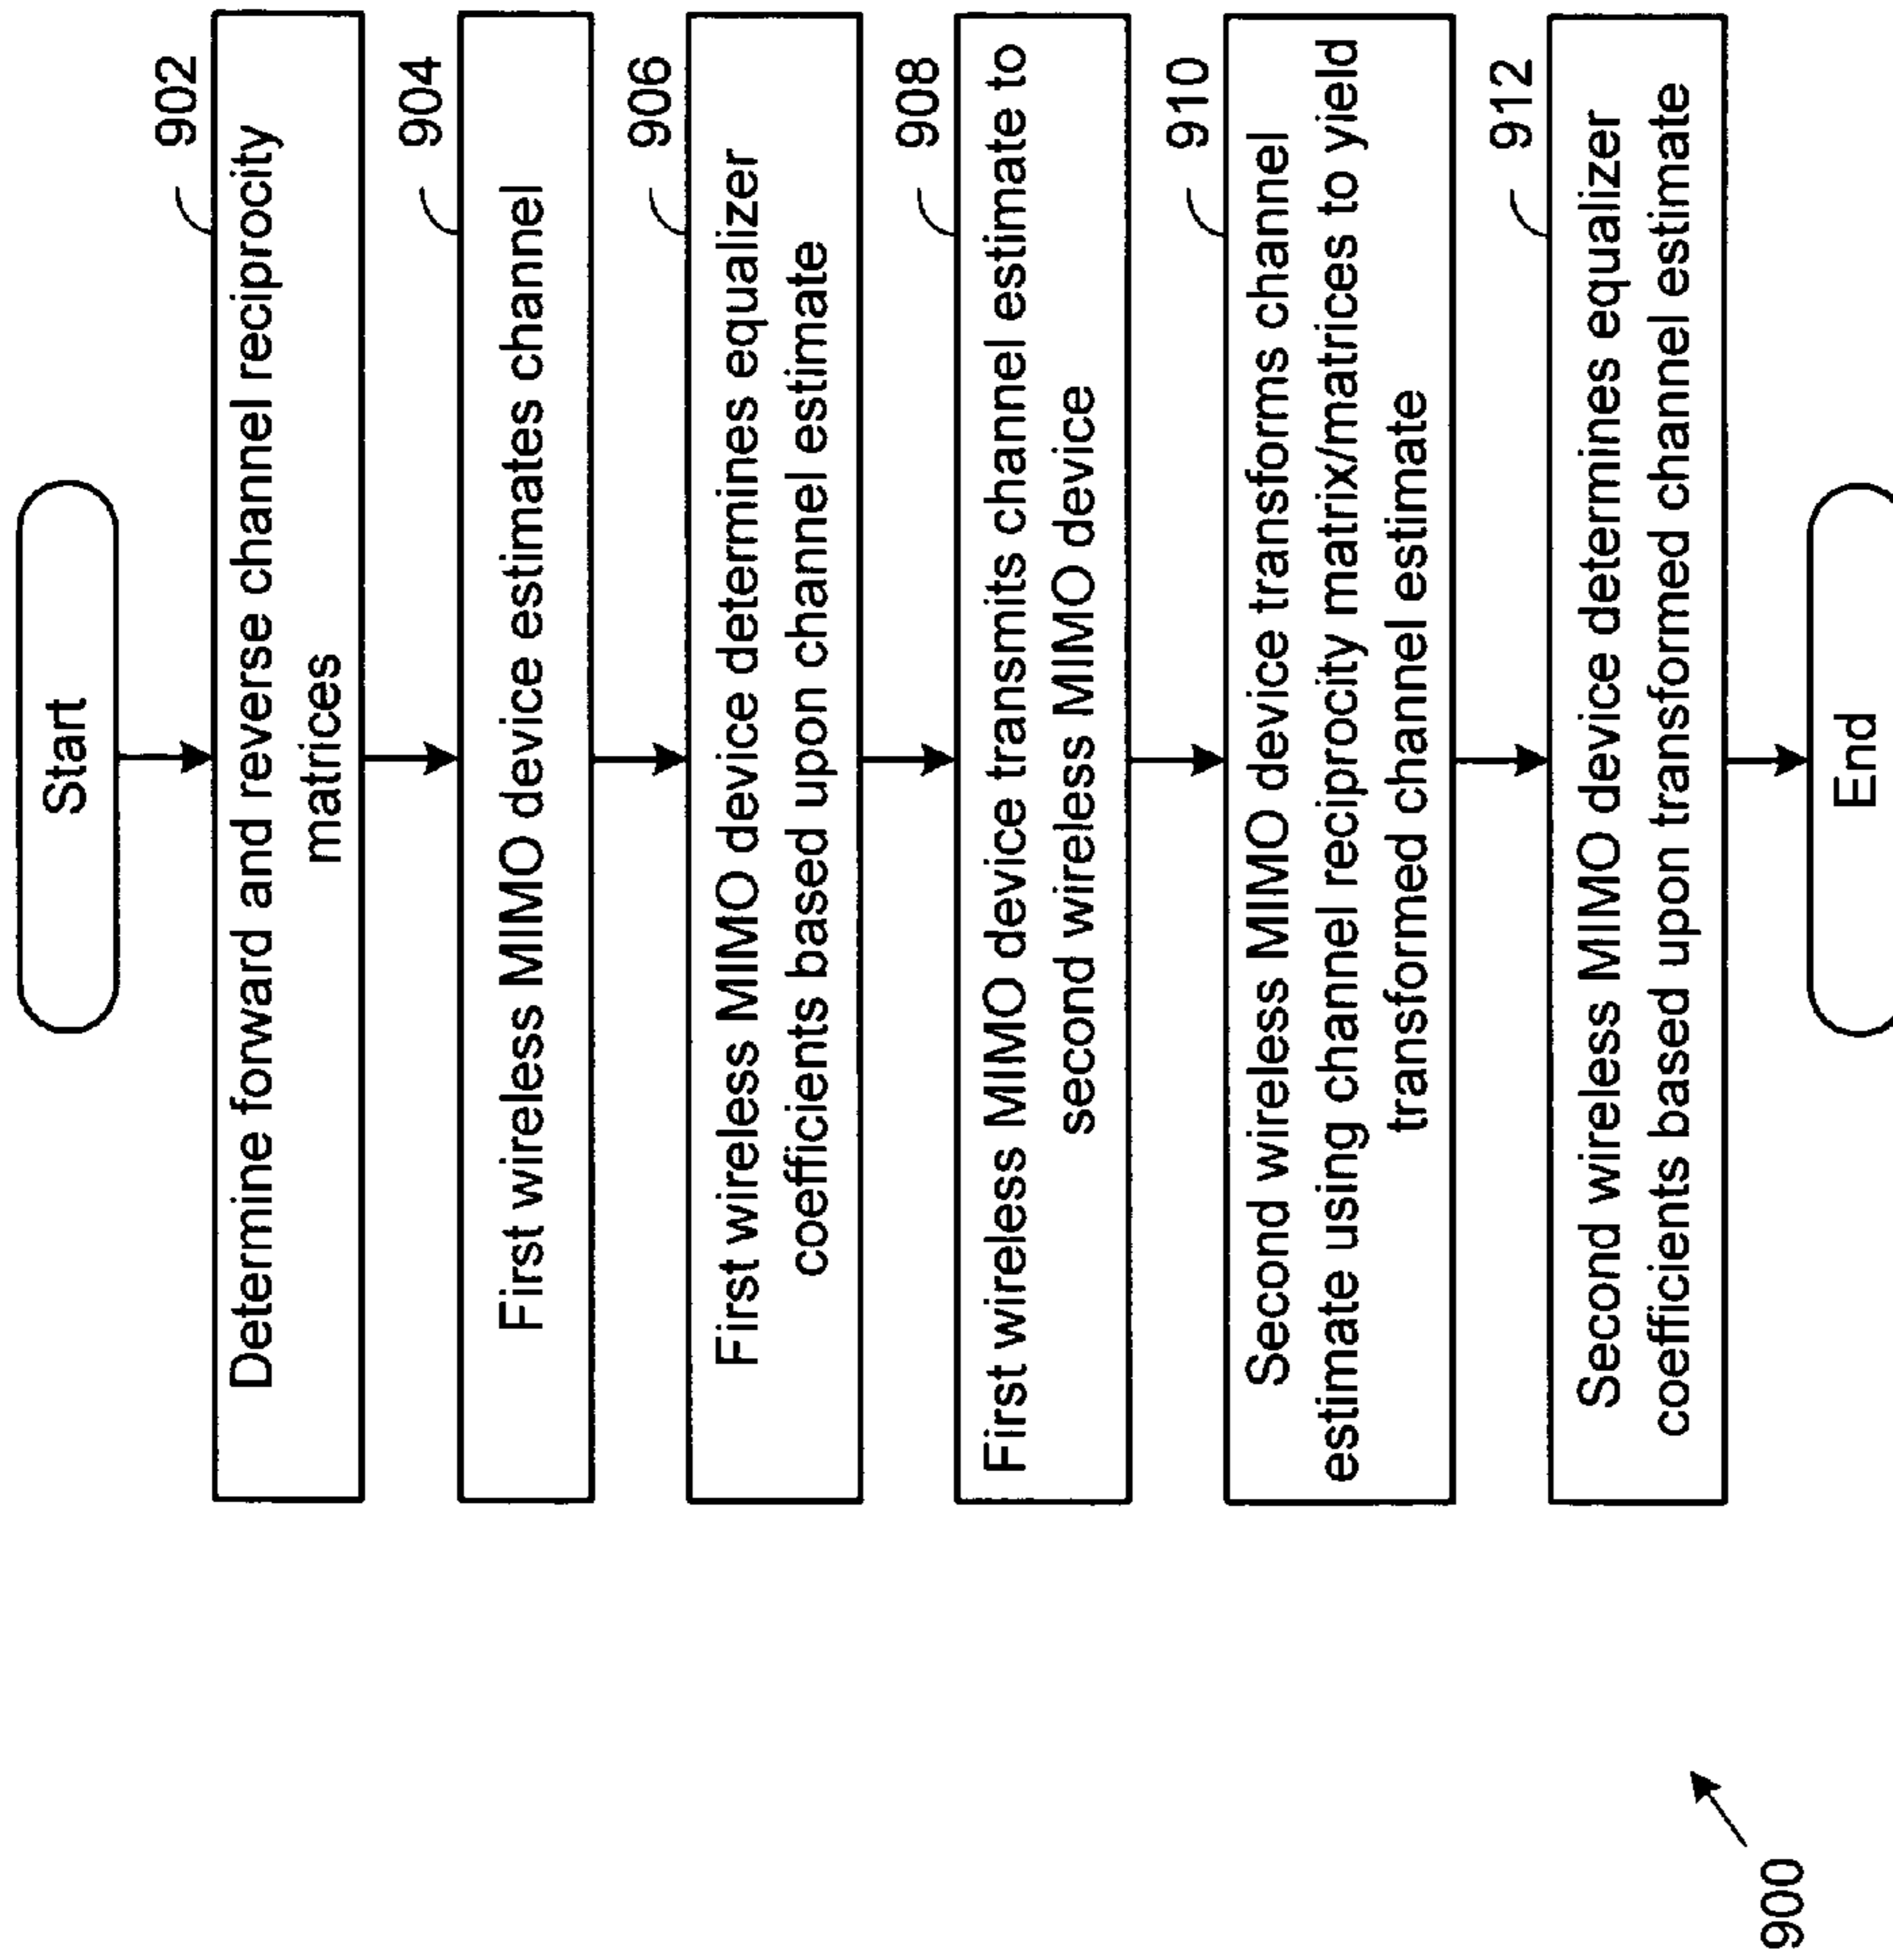 Start
902
Determine forward and reverse channel reciprocity
matrices
904
First wireless MIMO device estimates channel
906
First wireless MIMO device determines equalizer
coefficients based upon channel estimate
908
First wireless MIMO device transmits channel estimate to
second wireless MIMO device
910
Second wireless MIMO device transforms channel
estimate using channel reciprocity matrix/matrices to yield
transformed channel estimate
912
Second wireless MIMO device determines equalizer
coefficients based upon transformed channel estimate
End
900